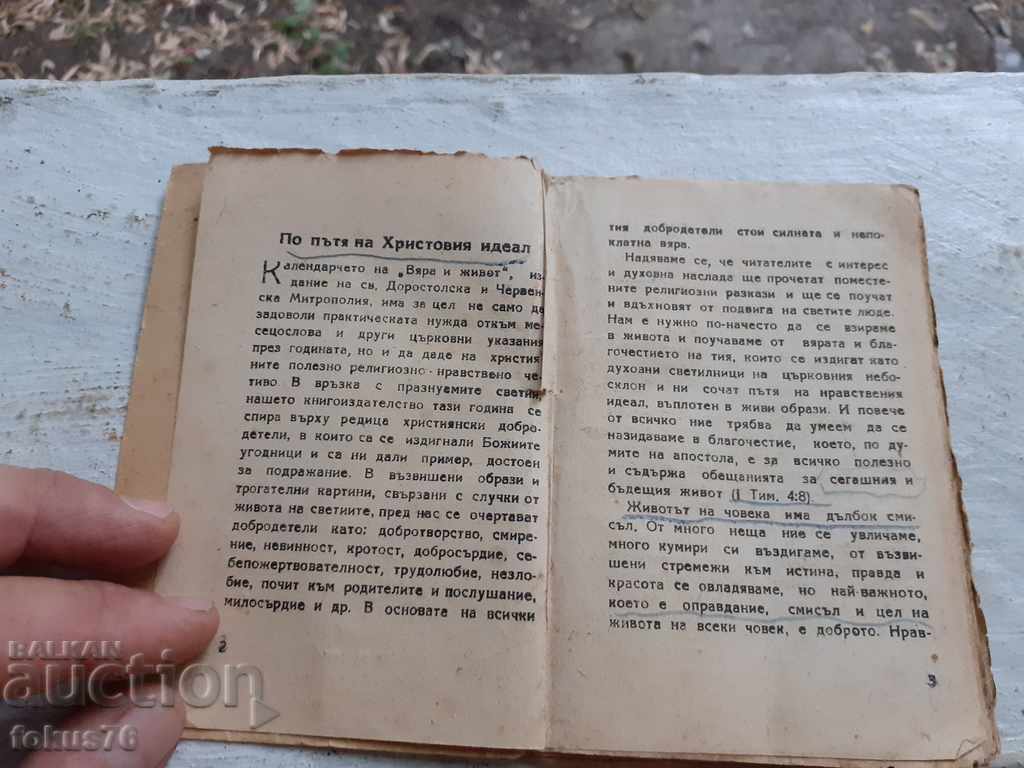 По пътя на Христовия идеал
Календарчето на „Вяра и живот", из-
дание на св. Доростолска и Червен-
ска Митрополия, има за цел не само да
задоволи практическата нужда откъм ме-
сецослова и други църковни указания
през годината, но и да даде на христия
ните полезно религиозно-нравствено че-
тиво. В връзка с празнуемите светии
нашето книгоиздателство тази година се
спира върху редица християнски добро-
детели, в които са се издигнали Божиите
угодници и са ни дали пример, достоен
за подражание. В възвишени образи и
трогателни картини, свързани с случки от
живота на светиите, пред нас се очертават
добродетели като: добротворство, смире-
ние, невинност, кротост, добросърдие, се-
бепожертвователност, трудолюбие, незло-
бие, почит към родителите и послушание,
милосърдие и др. В основата на всички
2
тия добродетели стои силната и непо-
клатна вяра.
Надяваме се, че читателите с интерес
и духовна наслада ще прочетат поместе-
ните религиозни разкази и ще се поучат
и вдъхновят от подвига на светите люде.
Нам е нужно по-начесто да се взираме
в живота и поучаваме от вярата и бла-
гочестието на тия, които се издигат като
духовни светилници на църковния небо-
склон и ни сочат пътя на нравствения
идеал, въплотен в живи образи. И повече
от всичко ние трябва да умеем да се
назидаваме в благочестие, което, по ду-
мите на апостола, е за всичко полезно
и съдържа обещанията за сегашния и
бъдещия живот (I Тим. 4:8).
Животът на човека има дълбок сми-
съл. От много неща ние се увличаме,
много кумири си въздигаме, от възви-
шени стремежи към истина, правда и
красота се овладяваме, но най-важното,
което е оправдание, смисъл и цел на
живота на всеки човек, е доброто. Нрав-
3
BALKAN
auction
fokus76